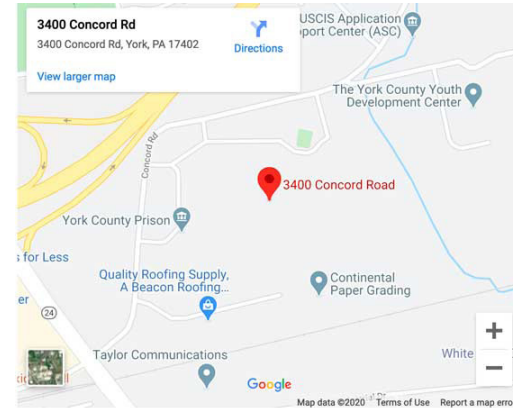 3400 Concord Rd
3400 Concord Rd, York, PA 17402
Directions
View larger map
USCIS Application
port Center (ASC)
The York County Youth
Development Center
Concord Rd
3400 Concord Road
York County Prison
s for Less
Quality Roofing Supply,
A Beacon Roofing...
Continental
Paper Grading
er
24
Taylor Communications
White
Google
Map data ©2020
Terms of Use
Report a map erro